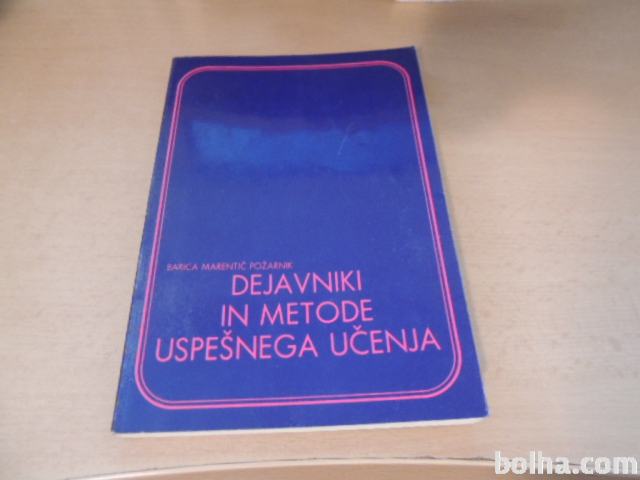 BARICA MARENTIČ POŽARNIK
DEJAVNIKI
IN METODE
USPEŠNEGA UČENJA
bolha.com